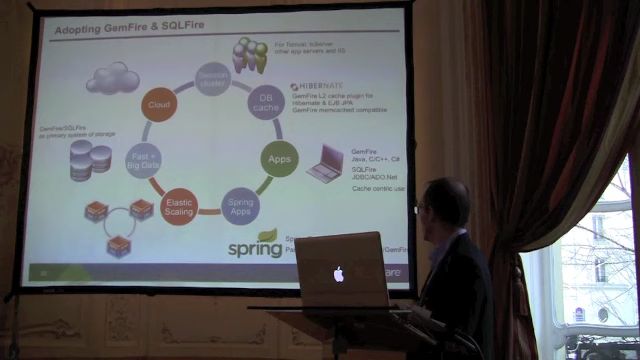 Adopting GemFire & SQLFire
For Tomcat, tcServer
other app servers and IIS
Session
cluster
HIBERNATE
GemFire L2 cache plugin for
Hibernate & EJB JPA
GemFire memcached compatible
DB
cache
Cloud
GemFire/SQLFire
as primary system of storage
Fast +
Big Data
Apps
GemFire
Java, C/C++, C#
SQLFire
JDBC/ADO.Net
Cache centric use
Elastic
Scaling
Spring
Apps
spring